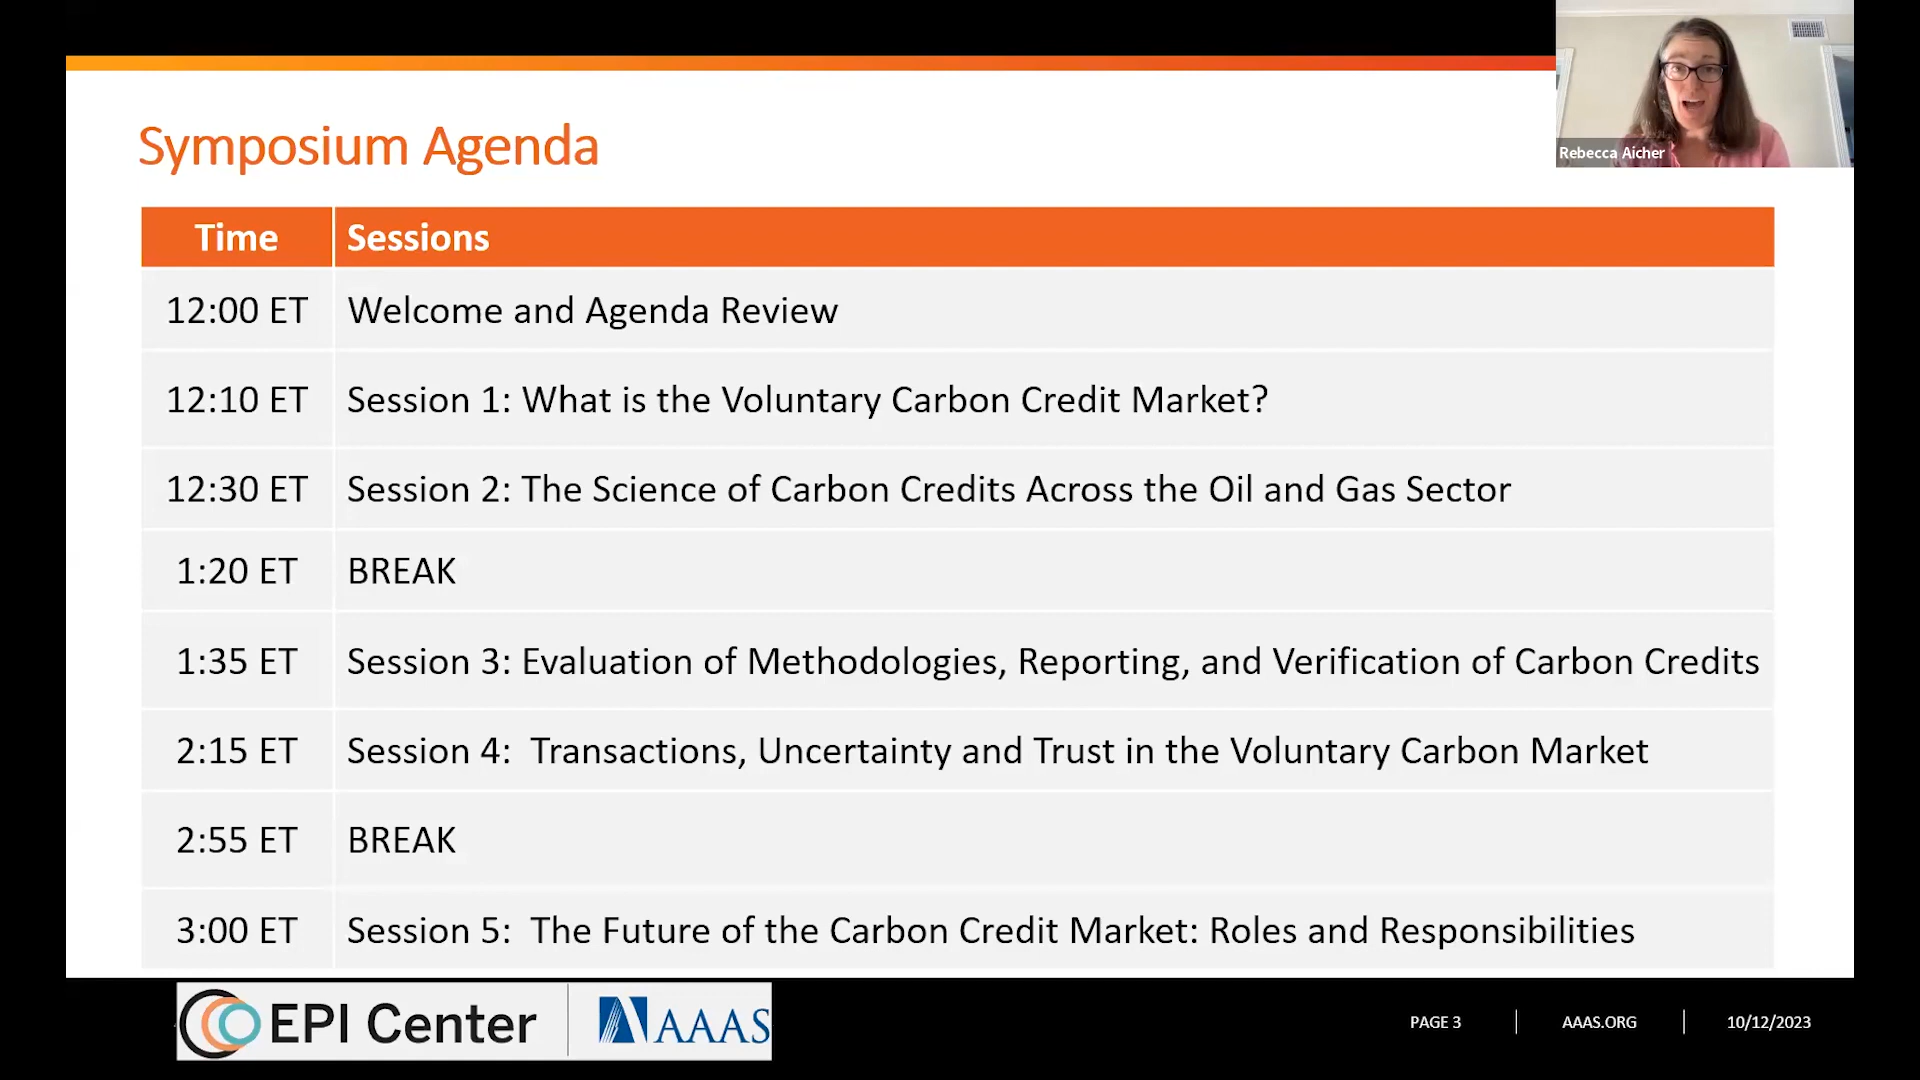 Rebecca Aicher
Symposium Agenda
Time Sessions
12:00 ET Welcome and Agenda Review
12:10 ET Session 1: What is the Voluntary Carbon Credit Market?
12:30 ET Session 2: The Science of Carbon Credits Across the Oil and Gas Sector
1:20 ET BREAK
1:35 ET Session 3: Evaluation of Methodologies, Reporting, and Verification of Carbon Credits
2:15 ET Session 4: Transactions, Uncertainty and Trust in the Voluntary Carbon Market
2:55 ET BREAK
3:00 ET Session 5: The Future of the Carbon Credit Market: Roles and Responsibilities
EPI Center AAAS PAGE 3 AAAS.ORG 10/12/2023